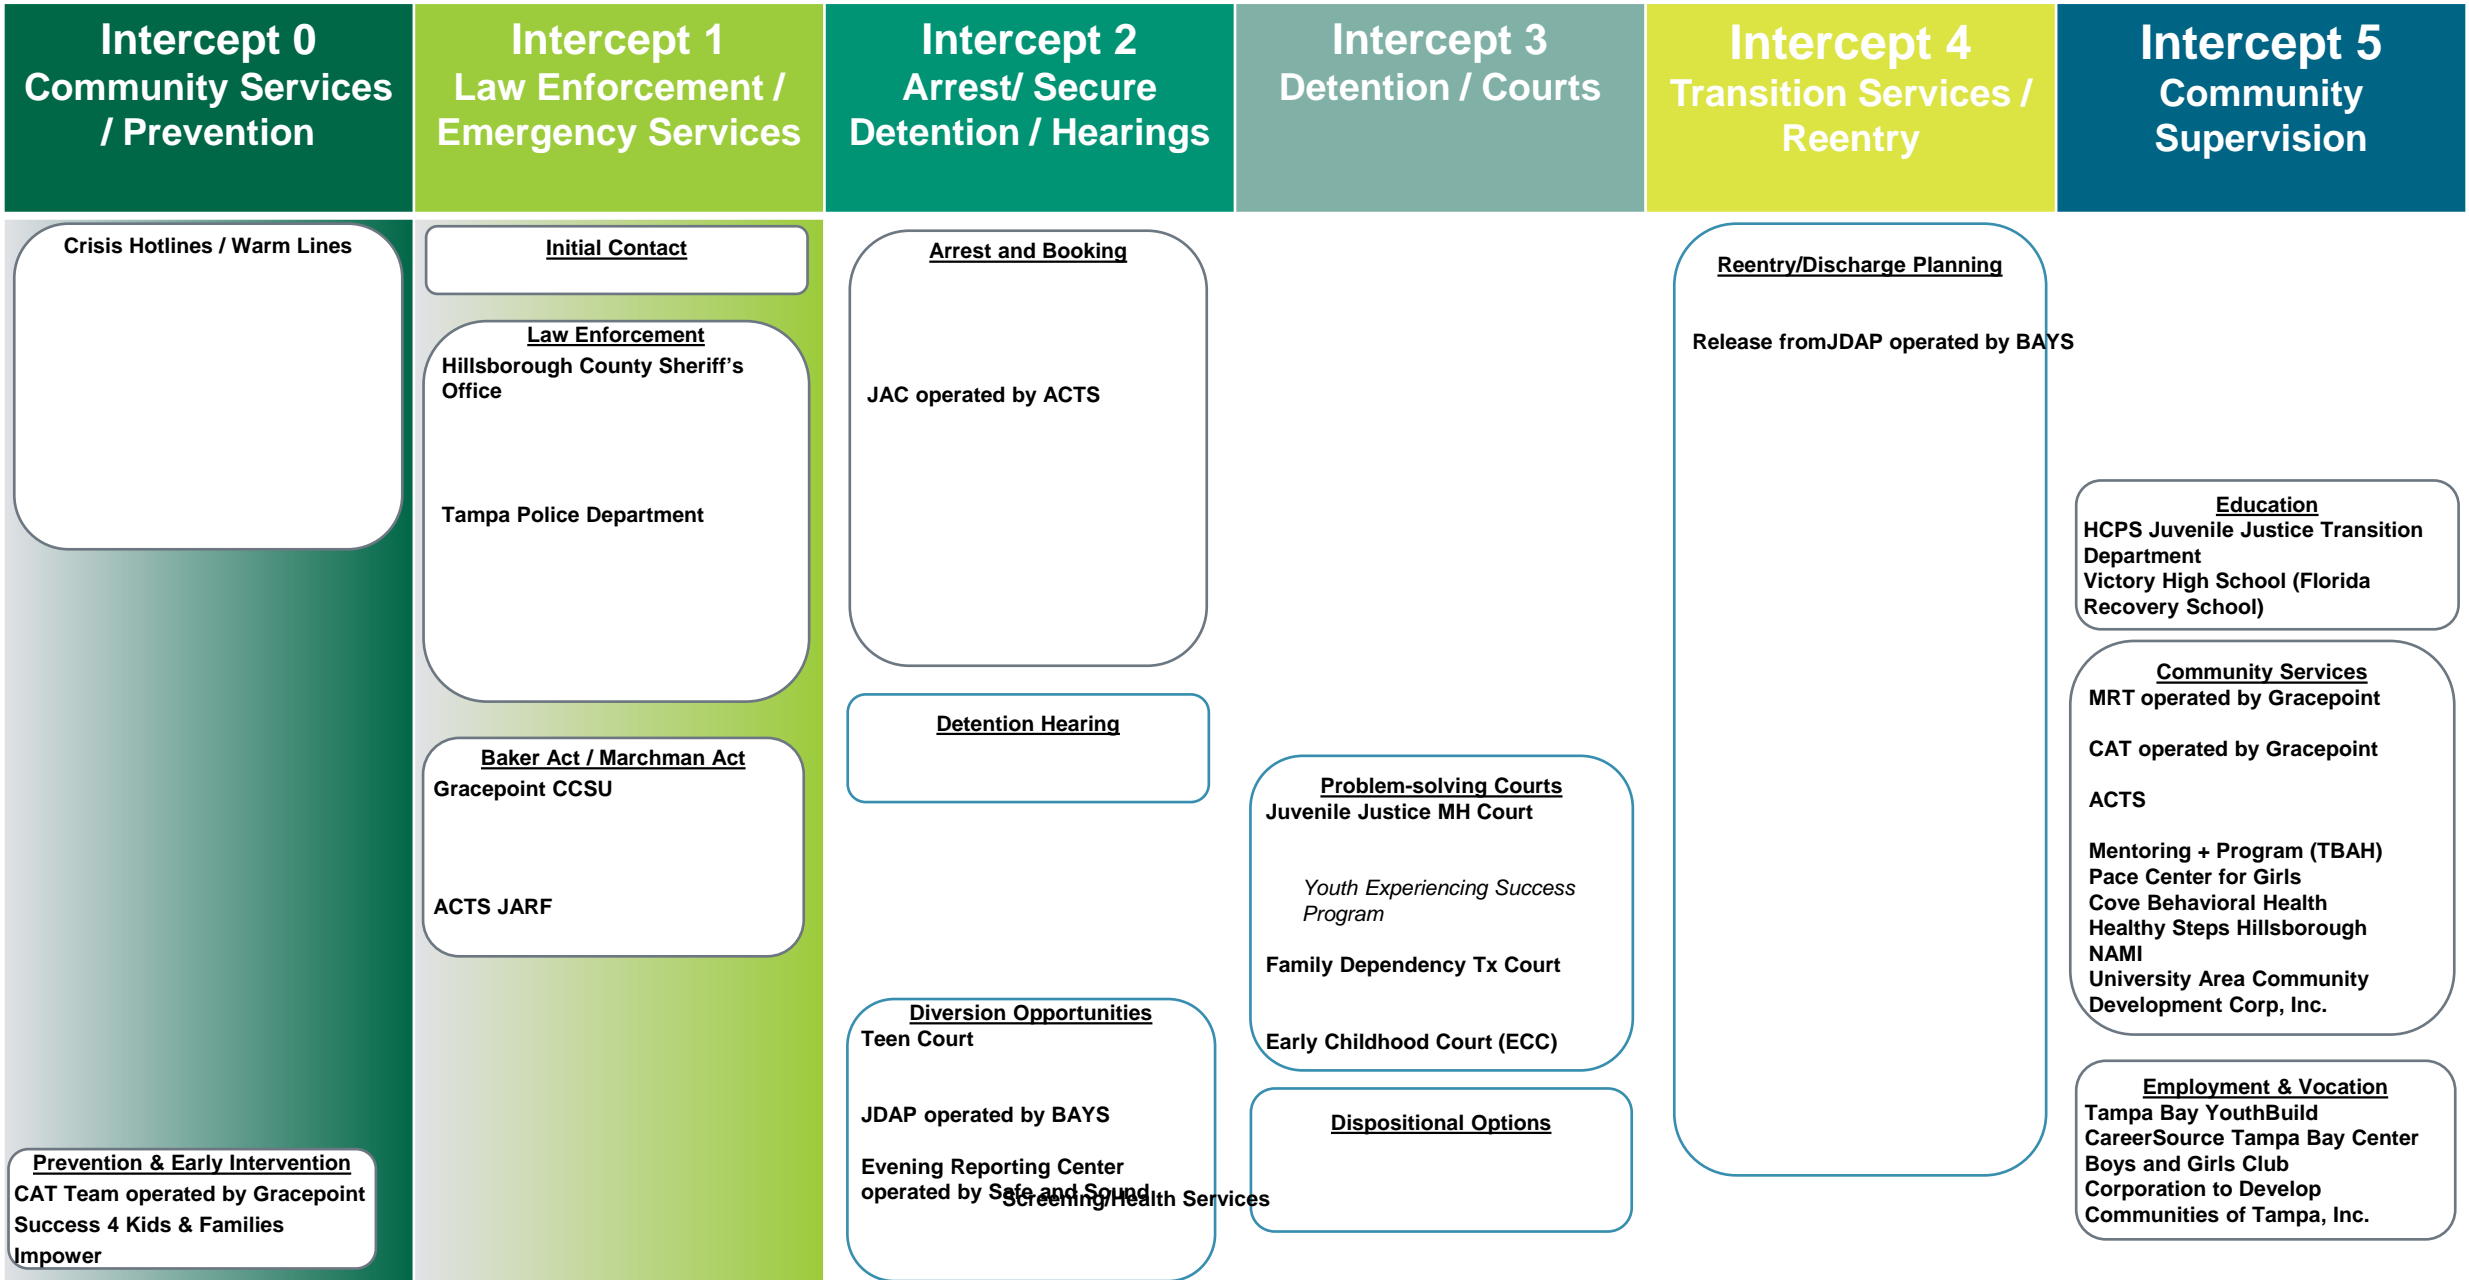 Intercept 0
Community Services
/ Prevention
Intercept 1
Law Enforcement /
Emergency Services
Intercept 2
Arrest/ Secure
Detention / Hearings
Intercept 3
Detention / Courts
Intercept 4
Transition Services /
Reentry
Intercept 5
Community
Supervision
Crisis Hotlines / Warm Lines
Prevention & Early Intervention
CAT Team operated by Gracepoint
Success 4 Kids & Families
Impower
Initial Contact
Law Enforcement
Hillsborough County Sheriff’s
Office
Tampa Police Department
Baker Act / Marchman Act
Gracepoint CCSU
ACTS JARF
Arrest and Booking
JAC operated by ACTS
Detention Hearing
Diversion Opportunities
Teen Court
JDAP operated by BAYS
Evening Reporting Center
operated by Safe and Sound
Screening/Health Services
Problem-solving Courts
Juvenile Justice MH Court
Youth Experiencing Success
Program
Family Dependency Tx Court
Early Childhood Court (ECC)
Dispositional Options
Reentry/Discharge Planning
Release fromJDAP operated by BAYS
Education
HCPS Juvenile Justice Transition
Department
Victory High School (Florida
Recovery School)
Community Services
MRT operated by Gracepoint
CAT operated by Gracepoint
ACTS
Mentoring + Program (TBAH)
Pace Center for Girls
Cove Behavioral Health
Healthy Steps Hillsborough
NAMI
University Area Community
Development Corp, Inc.
Employment & Vocation
Tampa Bay YouthBuild
CareerSource Tampa Bay Center
Boys and Girls Club
Corporation to Develop
Communities of Tampa, Inc.